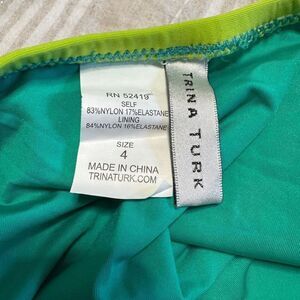 RN 52419
SELF
83%NYLON 17%ELASTANE
LINING
84%NYLON 16%ELASTANE
SIZE
4
MADE IN CHINA
TRINATURK.COM
TRINA TURK